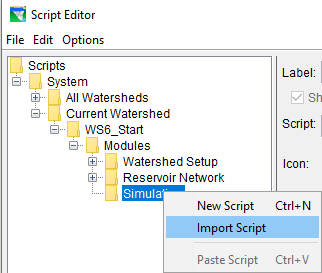 Script Editor
File Edit Options
Scripts
System
All Watersheds
Current Watershed
WS6_Start
Modules
Watershed Setup
Reservoir Network
Label:
Script:
Icon:
New Script Ctrl+N
Import Script
Paste Script Ctrl+V